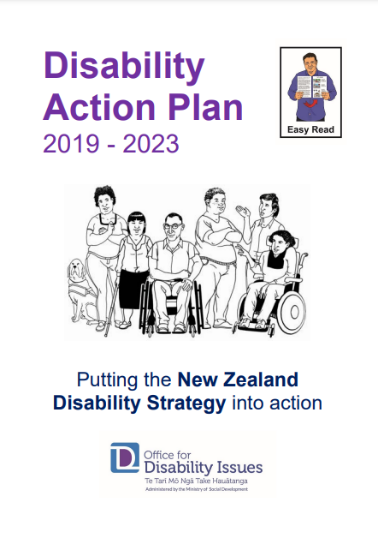 Disability
Action Plan
2019 - 2023
Easy Read
Putting the New Zealand
Disability Strategy into action
Office for
Disability Issues
Te Tari Mō Ngā Take Hauātanga
Administered by the Ministry of Social Development